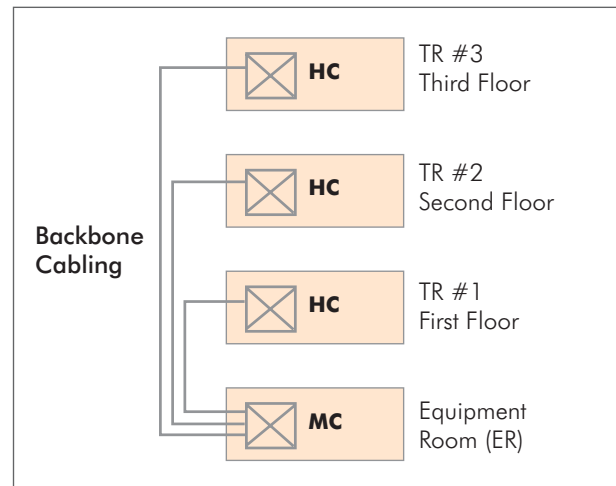 HC
TR #3
Third Floor
HC
TR #2
Second Floor
Backbone
Cabling
HC
TR #1
First Floor
MC
Equipment
Room (ER)